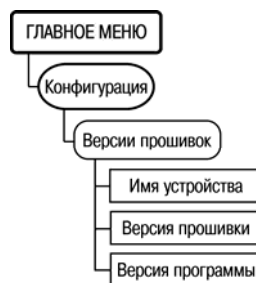 ГЛАВНОЕ МЕНЮ
Конфигурация
Версии прошивок
Имя устройства
Версия прошивки
Версия программы